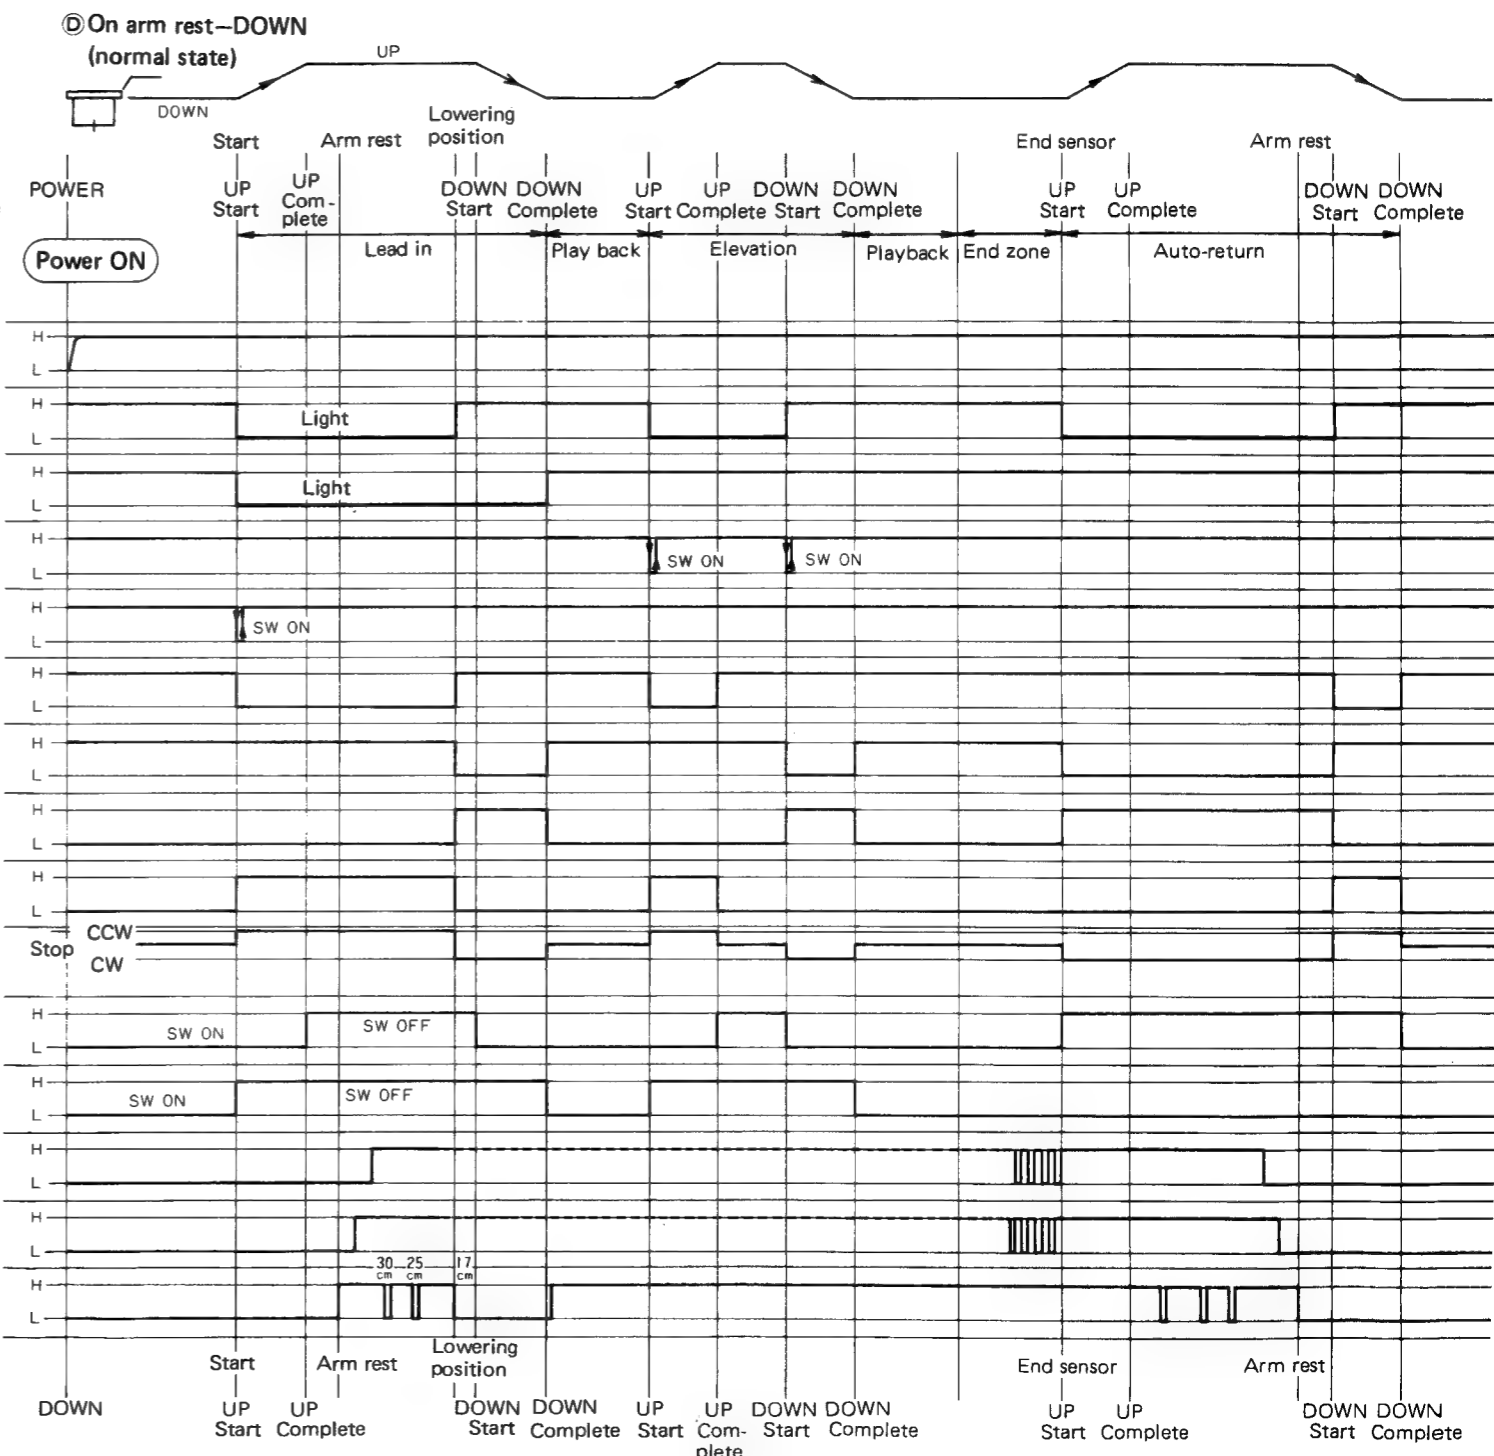 Ⓓ On arm rest—DOWN
(normal state)
UP
DOWN
Start Arm rest Lowering position End sensor Arm rest
POWER UP Start UP Com-plete DOWN Start DOWN Complete UP Start UP Complete DOWN Start DOWN Complete UP Start UP Complete DOWN Start DOWN Complete
Lead in Play back Elevation Playback End zone Auto-return
Power ON
H
L
H
Light
L
H
Light
L
H
SW ON SW ON
L
H
SW ON
L
H
L
H
L
H
L
H
L
CCW
Stop
CW
H
SW ON SW OFF
L
H
SW ON SW OFF
L
H
L
H
L
30 cm 25 cm 17 cm
H
L
Start Arm rest Lowering position End sensor Arm rest
DOWN UP Start UP Complete DOWN Start DOWN Complete UP Start UP Com-plete DOWN Start DOWN Complete UP Start UP Complete DOWN Start DOWN Complete